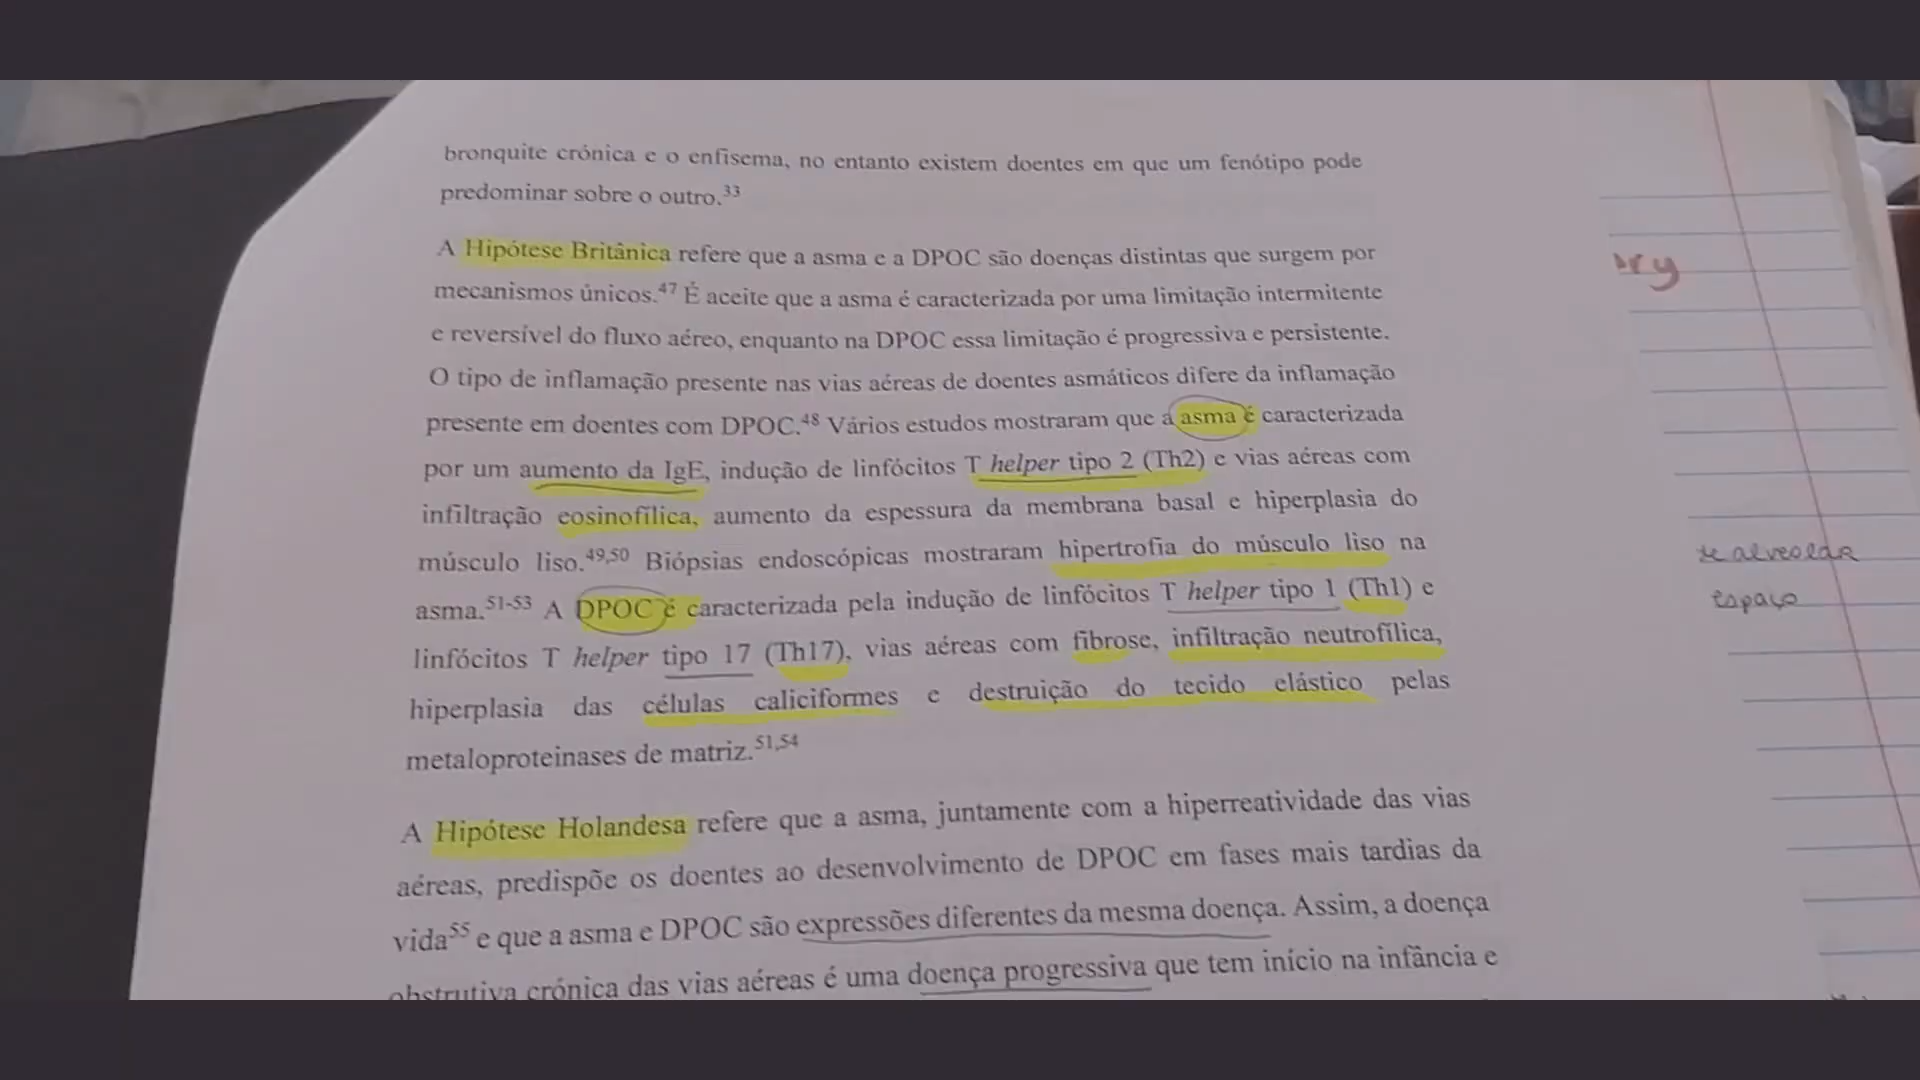 bronquite crónica e o enfisema, no entanto existem doentes em que um fenótipo pode
predominar sobre o outro.33
A Hipótese Britânica refere que a asma e a DPOC são doenças distintas que surgem por
mecanismos únicos.47 É aceite que a asma é caracterizada por uma limitação intermitente
e reversível do fluxo aéreo, enquanto na DPOC essa limitação é progressiva e persistente.
O tipo de inflamação presente nas vias aéreas de doentes asmáticos difere da inflamação
presente em doentes com DPOC.48 Vários estudos mostraram que a asma é caracterizada
por um aumento da IgE, indução de linfócitos T helper tipo 2 (Th2) e vias aéreas com
infiltração eosinofílica, aumento da espessura da membrana basal e hiperplasia do
músculo liso.49,50 Biópsias endoscópicas mostraram hipertrofia do músculo liso na
asma.51-53 A DPOC é caracterizada pela indução de linfócitos T helper tipo 1 (Th1) e
linfócitos T helper tipo 17 (Th17), vias aéreas com fibrose, infiltração neutrofílica,
hiperplasia das células caliciformes e destruição do tecido elástico pelas
metaloproteinases de matriz.51,54
A Hipótese Holandesa refere que a asma, juntamente com a hiperreatividade das vias
aéreas, predispõe os doentes ao desenvolvimento de DPOC em fases mais tardias da
vida55 e que a asma e DPOC são expressões diferentes da mesma doença. Assim, a doença
obstrutiva crónica das vias aéreas é uma doença progressiva que tem início na infância e
ry
alveolar
espaço